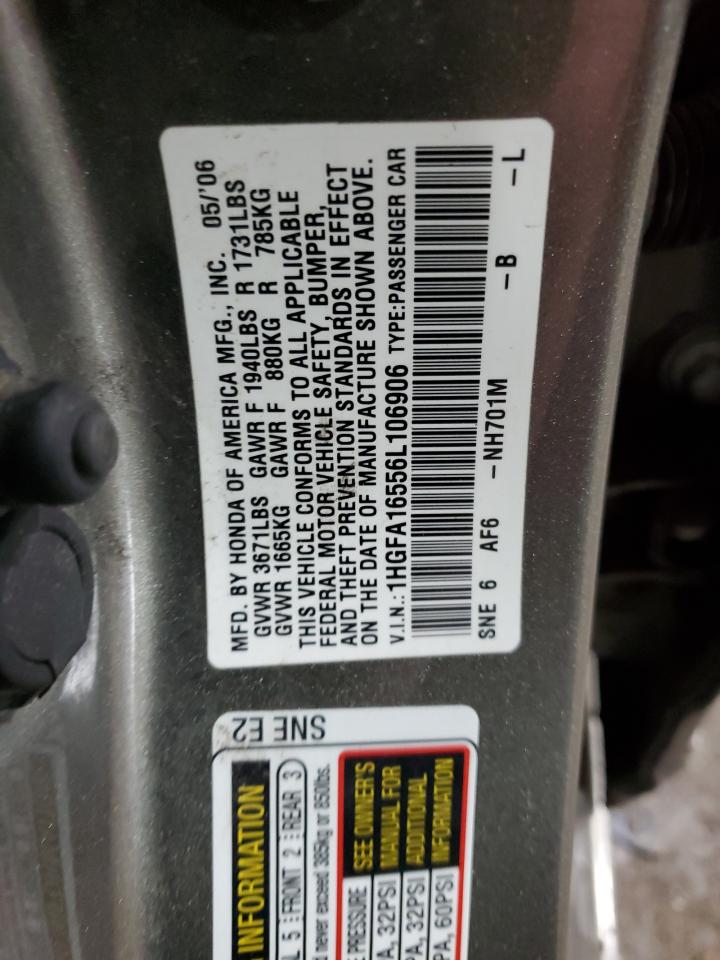 MFD. BY HONDA OF AMERICA MFG., INC. 05/'06
GVWR 3671LBS GAWR F 1940LBS R 1731LBS
GVWR 1665KG GAWR F 880KG R 785KG
THIS VEHICLE CONFORMS TO ALL APPLICABLE
FEDERAL MOTOR VEHICLE SAFETY, BUMPER,
AND THEFT PREVENTION STANDARDS IN EFFECT
ON THE DATE OF MANUFACTURE SHOWN ABOVE.
V.I.N.:1HGFA16556L106906 TYPE:PASSENGER CAR
SNE 6 AF6 -NH701M -B -L
SNE E2
INFORMATION
5 FRONT 2 REAR 3
never exceed 385kg or 850lbs.
PRESSURE
SEE OWNER'S
MANUAL FOR
ADDITIONAL
INFORMATION
, 32PSI
, 32PSI
, 60PSI